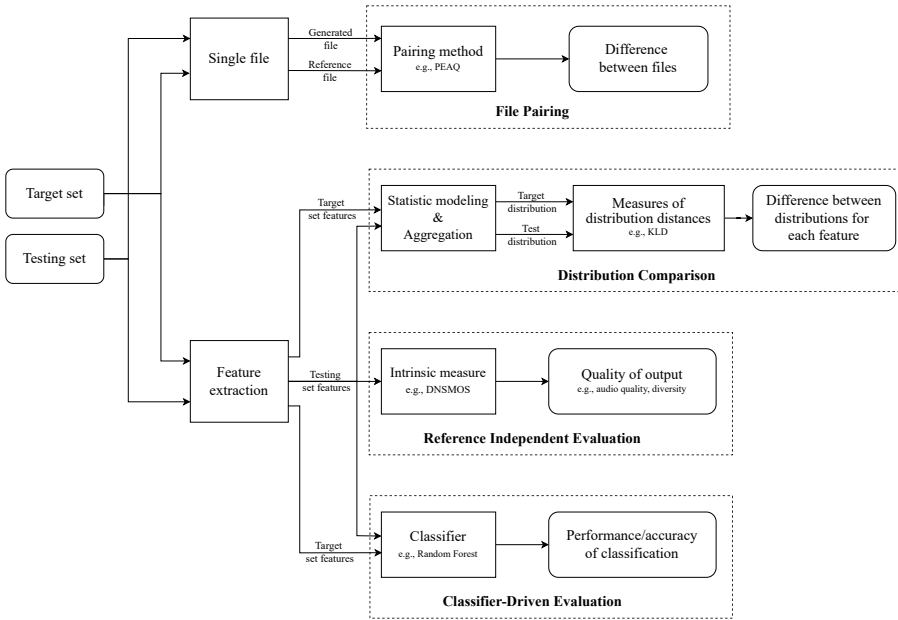 Generated
file
Single file
Reference
file
Pairing method
e.g., PEAQ
Difference
between files
File Pairing
Target set
Testing set
Target
set features
Statistic modeling
&
Aggregation
Target
distribution
Test
distribution
Measures of
distribution distances
e.g., KLD
Difference between
distributions for
each feature
Distribution Comparison
Feature
extraction
Testing
set features
Intrinsic measure
e.g., DNSMOS
Quality of output
e.g., audio quality, diversity
Reference Independent Evaluation
Target
set features
Classifier
e.g., Random Forest
Performance/accuracy
of classification
Classifier-Driven Evaluation